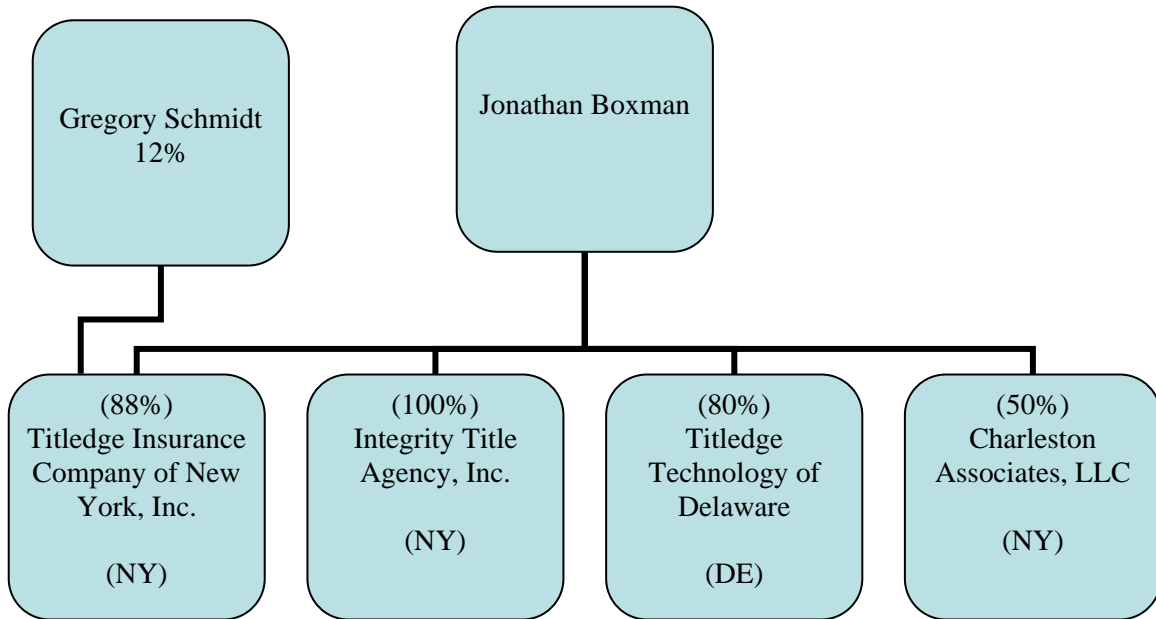 Gregory Schmidt
12%
Jonathan Boxman
(88%)
Titledge Insurance
Company of New
York, Inc.
(NY)
(100%)
Integrity Title
Agency, Inc.
(NY)
(80%)
Titledge
Technology of
Delaware
(DE)
(50%)
Charleston
Associates, LLC
(NY)